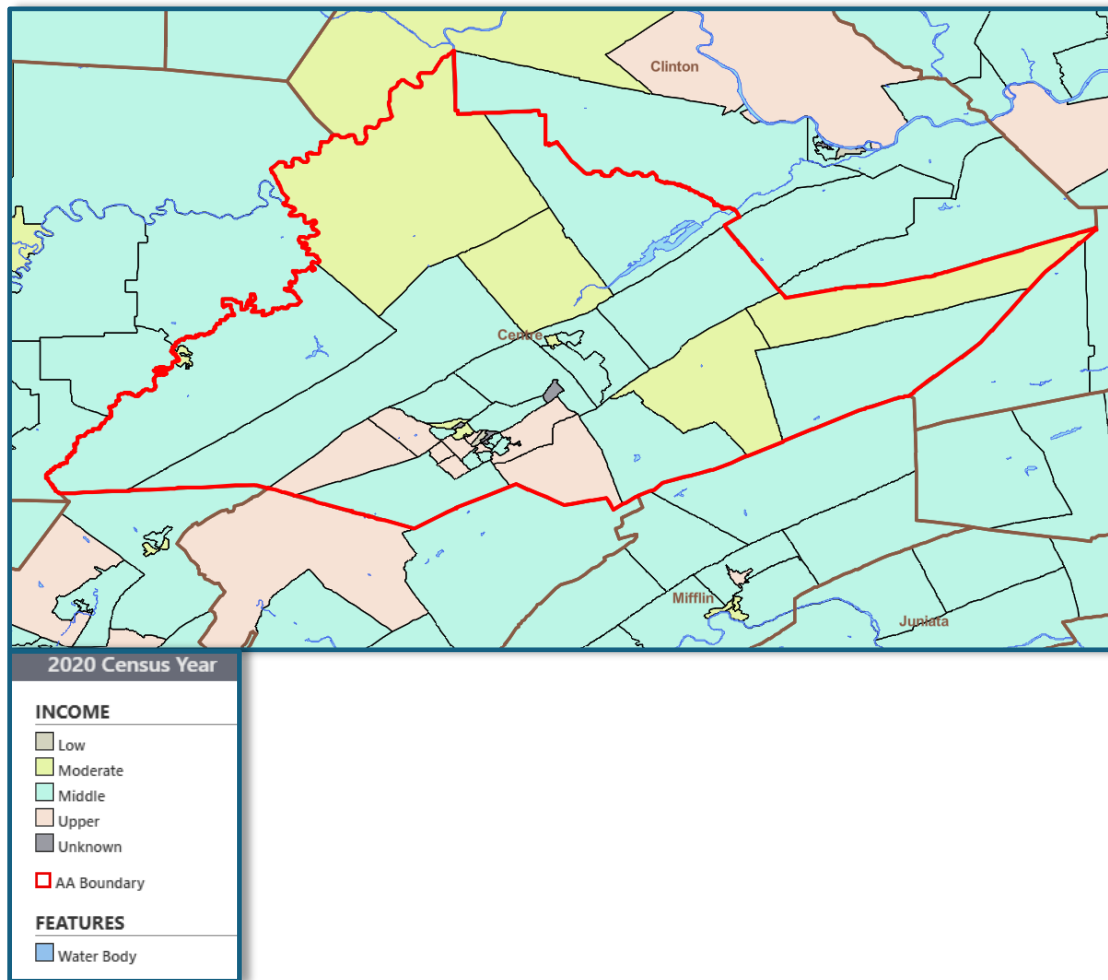 Clinton
Centre
Mifflin
Juniata
2020 Census Year
INCOME
Low
Moderate
Middle
Upper
Unknown
AA Boundary
FEATURES
Water Body